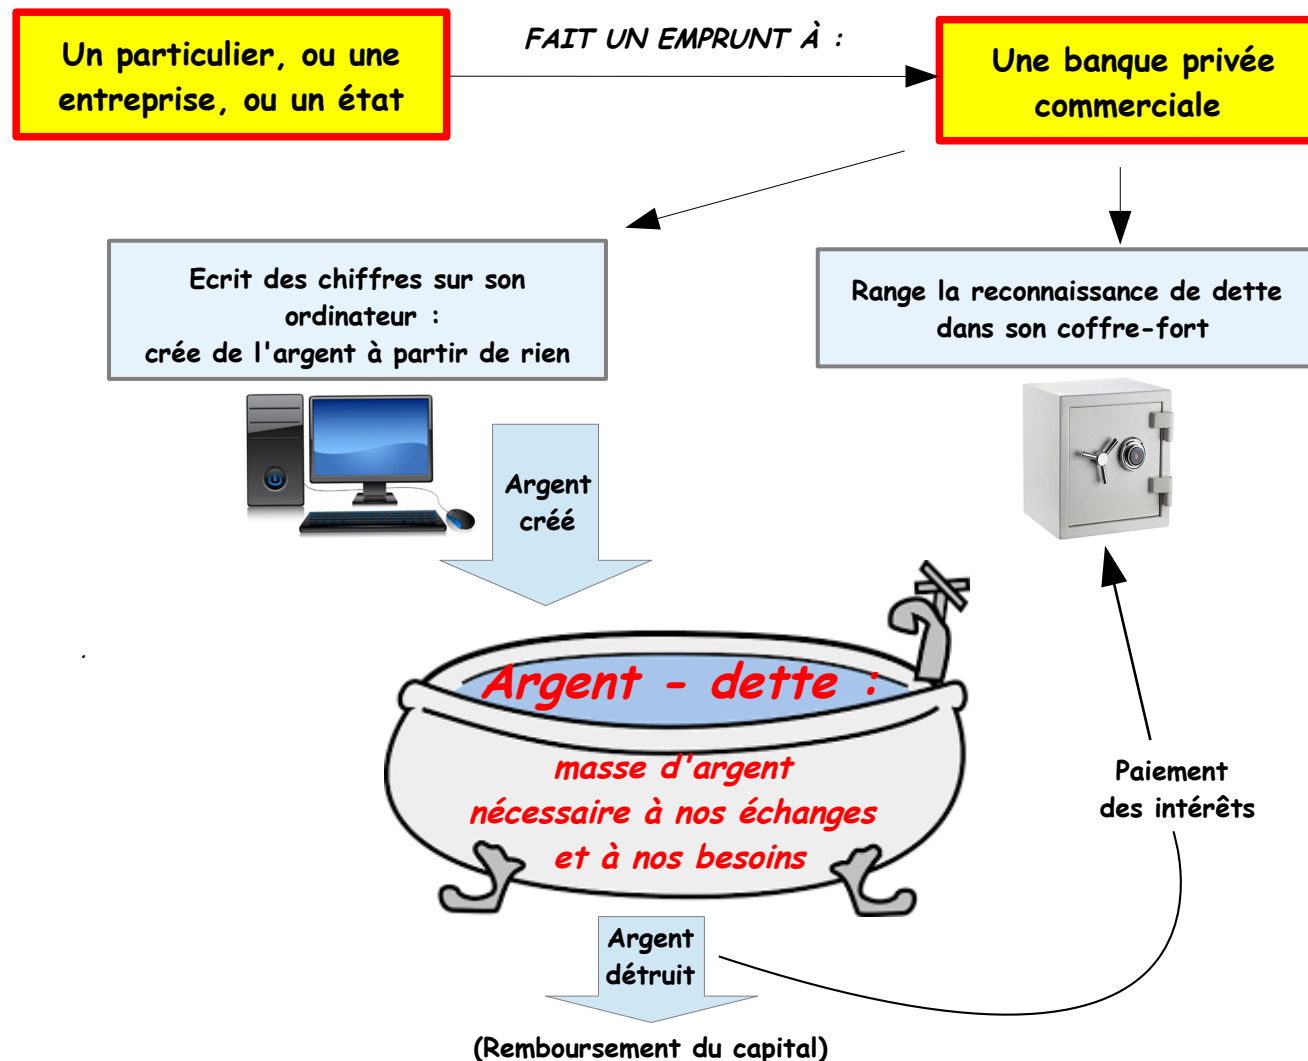 Un particulier, ou une
entreprise, ou un état
FAIT UN EMPRUNT À :
Une banque privée
commerciale
Ecrit des chiffres sur son
ordinateur :
crée de l'argent à partir de rien
Range la reconnaissance de dette
dans son coffre-fort
Argent
créé
Argent - dette :
masse d'argent
nécessaire à nos échanges
et à nos besoins
Paiement
des intérêts
Argent
détruit
(Remboursement du capital)